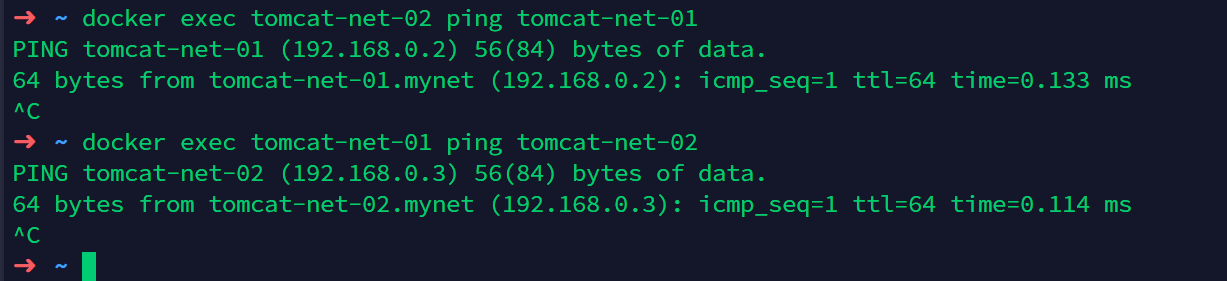 ➜ ~ docker exec tomcat-net-02 ping tomcat-net-01
PING tomcat-net-01 (192.168.0.2) 56(84) bytes of data.
64 bytes from tomcat-net-01.mynet (192.168.0.2): icmp_seq=1 ttl=64 time=0.133 ms
^C
➜ ~ docker exec tomcat-net-01 ping tomcat-net-02
PING tomcat-net-02 (192.168.0.3) 56(84) bytes of data.
64 bytes from tomcat-net-02.mynet (192.168.0.3): icmp_seq=1 ttl=64 time=0.114 ms
^C
➜ ~